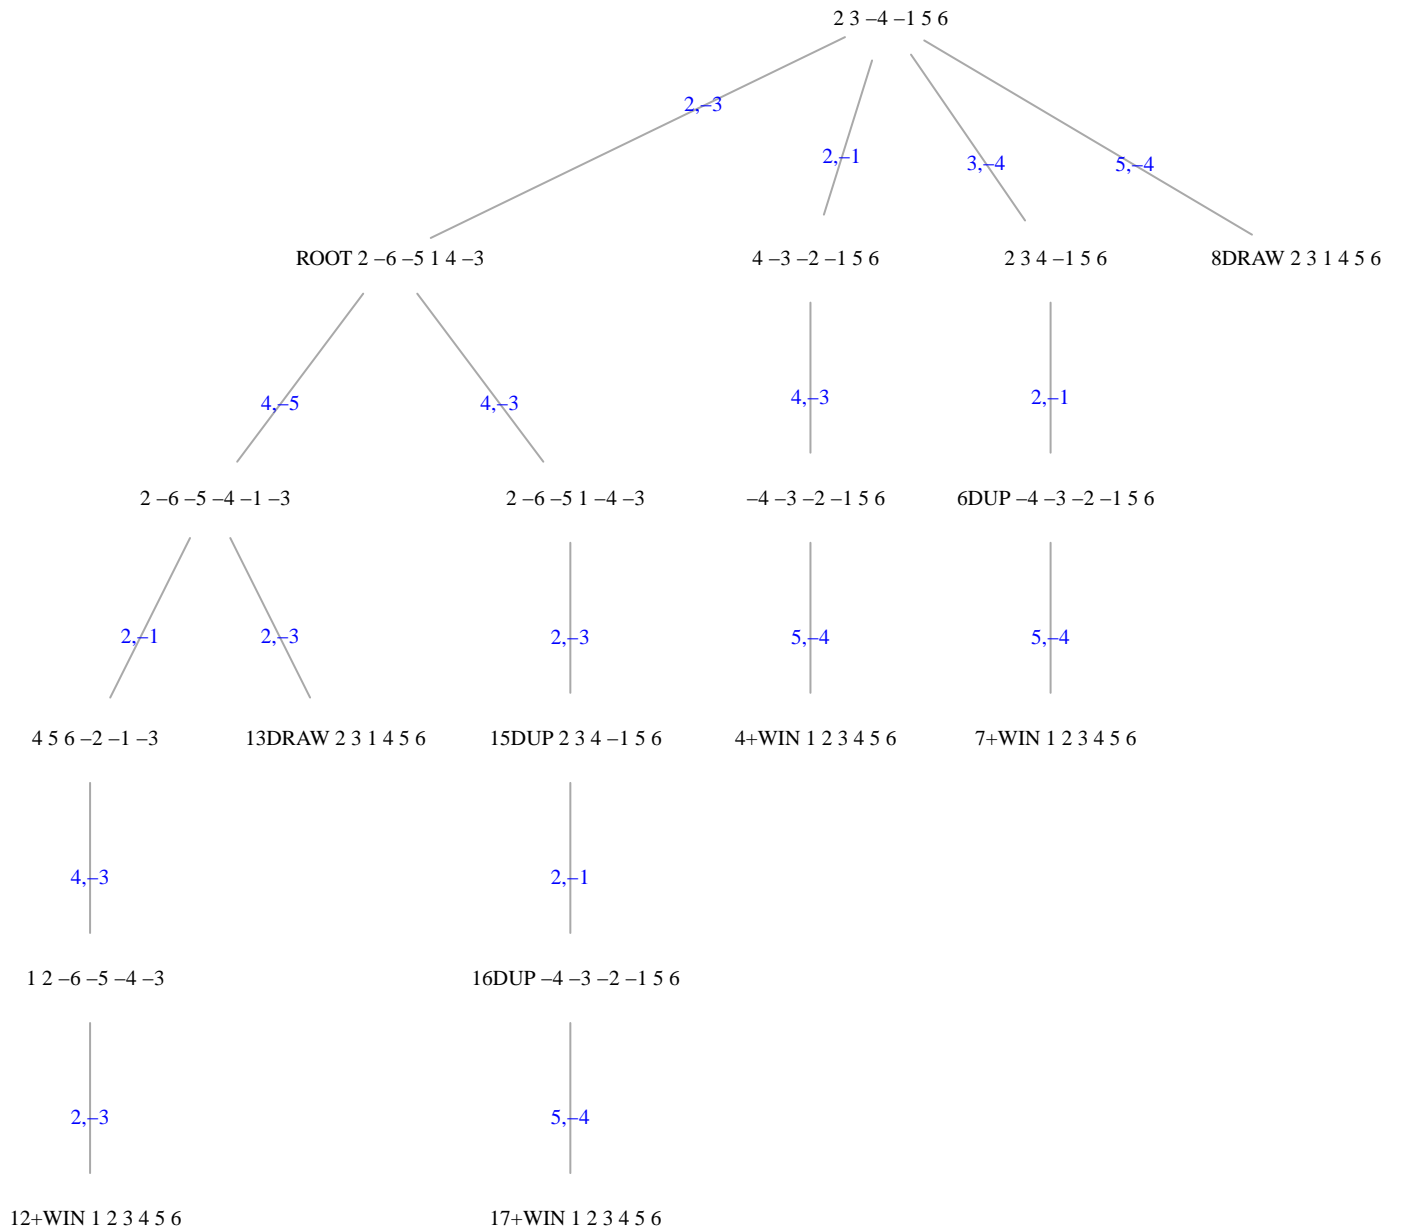 2 3 –4 –1 5 6
2,–3
2,–1
3,–4
5,–4
ROOT 2 –6 –5 1 4 –3
4 –3 –2 –1 5 6
2 3 4 –1 5 6
8DRAW 2 3 1 4 5 6
4,–5
4,–3
4,–3
2,–1
2 –6 –5 –4 –1 –3
2 –6 –5 1 –4 –3
–4 –3 –2 –1 5 6
6DUP –4 –3 –2 –1 5 6
2,–1
2,–3
2,–3
5,–4
5,–4
4 5 6 –2 –1 –3
13DRAW 2 3 1 4 5 6
15DUP 2 3 4 –1 5 6
4+WIN 1 2 3 4 5 6
7+WIN 1 2 3 4 5 6
4,–3
2,–1
1 2 –6 –5 –4 –3
16DUP –4 –3 –2 –1 5 6
2,–3
5,–4
12+WIN 1 2 3 4 5 6
17+WIN 1 2 3 4 5 6